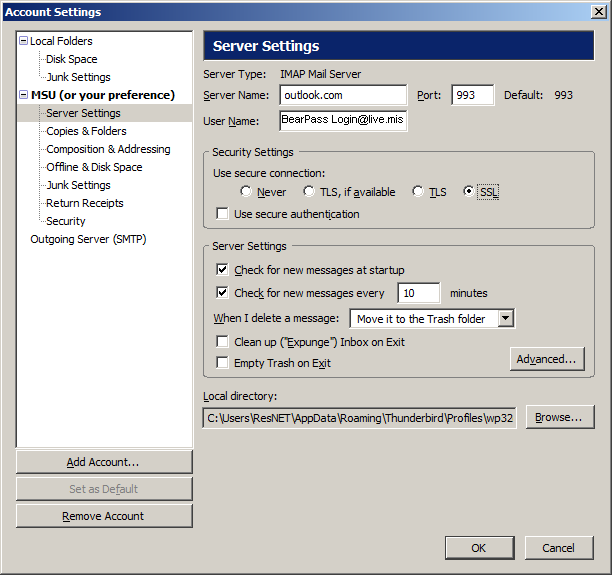 Account Settings
Local Folders
Disk Space
Junk Settings
MSU (or your preference)
Server Settings
Copies & Folders
Composition & Addressing
Offline & Disk Space
Junk Settings
Return Receipts
Security
Outgoing Server (SMTP)
Add Account...
Set as Default
Remove Account
Server Settings
Server Type: IMAP Mail Server
Server Name: outlook.com Port: 993 Default: 993
User Name: BearPass Login@live.mis
Security Settings
Use secure connection:
Never TLS, if available TLS SSL
Use secure authentication
Server Settings
Check for new messages at startup
Check for new messages every 10 minutes
When I delete a message: Move it to the Trash folder
Clean up ("Expunge") Inbox on Exit
Empty Trash on Exit
Advanced...
Local directory:
C:\Users\ResNET\AppData\Roaming\Thunderbird\Profiles\wp32 Browse...
OK Cancel